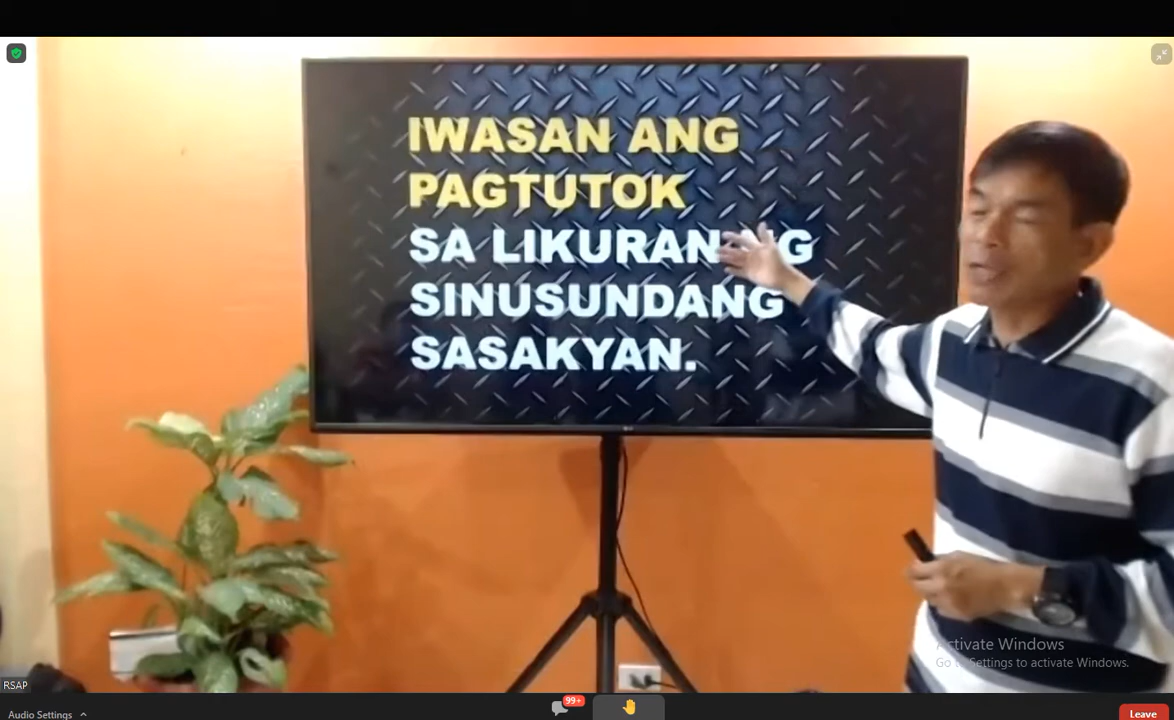 IWASAN ANG
PAGTUTOK
SA LIKURAN NG
SINUSUNDANG
SASAKYAN.
Activate Windows
Go to Settings to activate Windows.
RSAP
99+
Audio Settings
Leave